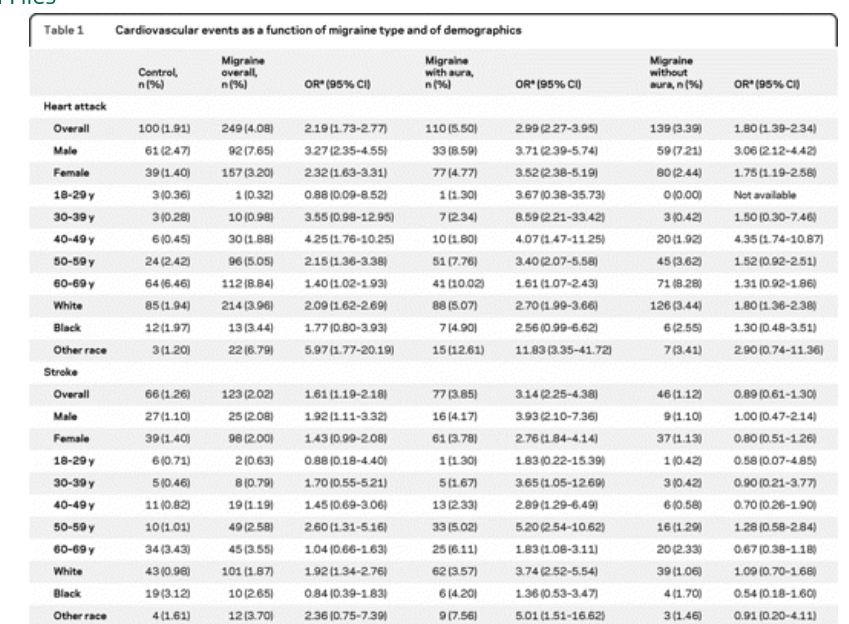 Files
Table 1 Cardiovascular events as a function of migraine type and of demographics
Control, n (%) Migraine overall, n (%) OR* (95% CI) Migraine with aura, n (%) OR* (95% CI) Migraine without aura, n (%) OR* (95% CI)
Heart attack
Overall 100 (1.91) 249 (4.08) 2.19 (1.73-2.77) 110 (5.50) 2.99 (2.27-3.95) 139 (3.39) 1.80 (1.39-2.34)
Male 61 (2.47) 92 (7.65) 3.27 (2.35-4.55) 33 (8.59) 3.71 (2.39-5.74) 59 (7.21) 3.06 (2.12-4.42)
Female 39 (1.40) 157 (3.20) 2.32 (1.63-3.31) 77 (4.77) 3.52 (2.38-5.19) 80 (2.44) 1.75 (1.19-2.58)
18-29 y 3 (0.36) 1 (0.32) 0.88 (0.09-8.52) 1 (1.30) 3.67 (0.38-35.73) 0 (0.00) Not available
30-39 y 3 (0.28) 10 (0.98) 3.55 (0.98-12.95) 7 (2.34) 8.59 (2.21-33.42) 3 (0.42) 1.50 (0.30-7.46)
40-49 y 6 (0.45) 30 (1.88) 4.25 (1.76-10.25) 10 (1.80) 4.07 (1.47-11.25) 20 (1.92) 4.35 (1.74-10.87)
50-59 y 24 (2.42) 96 (5.05) 2.15 (1.36-3.38) 51 (7.76) 3.40 (2.07-5.58) 45 (3.62) 1.52 (0.92-2.51)
60-69 y 64 (6.46) 112 (8.84) 1.40 (1.02-1.93) 41 (10.02) 1.61 (1.07-2.43) 71 (8.28) 1.31 (0.92-1.86)
White 85 (1.94) 214 (3.96) 2.09 (1.62-2.69) 88 (5.07) 2.70 (1.99-3.66) 126 (3.44) 1.80 (1.36-2.38)
Black 12 (1.97) 13 (3.44) 1.77 (0.80-3.93) 7 (4.90) 2.56 (0.99-6.62) 6 (2.55) 1.30 (0.48-3.51)
Other race 3 (1.20) 22 (6.79) 5.97 (1.77-20.19) 15 (12.61) 11.83 (3.35-41.72) 7 (3.41) 2.90 (0.74-11.36)
Stroke
Overall 66 (1.26) 123 (2.02) 1.61 (1.19-2.18) 77 (3.85) 3.14 (2.25-4.38) 46 (1.12) 0.89 (0.61-1.30)
Male 27 (1.10) 25 (2.08) 1.92 (1.11-3.32) 16 (4.17) 3.93 (2.10-7.36) 9 (1.10) 1.00 (0.47-2.14)
Female 39 (1.40) 98 (2.00) 1.43 (0.99-2.08) 61 (3.78) 2.76 (1.84-4.14) 37 (1.13) 0.80 (0.51-1.26)
18-29 y 6 (0.71) 2 (0.63) 0.88 (0.18-4.40) 1 (1.30) 1.83 (0.22-15.39) 1 (0.42) 0.58 (0.07-4.85)
30-39 y 5 (0.46) 8 (0.79) 1.70 (0.55-5.21) 5 (1.67) 3.65 (1.05-12.69) 3 (0.42) 0.90 (0.21-3.77)
40-49 y 11 (0.82) 19 (1.19) 1.45 (0.69-3.06) 13 (2.33) 2.89 (1.29-6.49) 6 (0.58) 0.70 (0.26-1.90)
50-59 y 10 (1.01) 49 (2.58) 2.60 (1.31-5.16) 33 (5.02) 5.20 (2.54-10.62) 16 (1.29) 1.28 (0.58-2.84)
60-69 y 34 (3.43) 45 (3.55) 1.04 (0.66-1.63) 25 (6.11) 1.83 (1.08-3.11) 20 (2.33) 0.67 (0.38-1.18)
White 43 (0.98) 101 (1.87) 1.92 (1.34-2.76) 62 (3.57) 3.74 (2.52-5.54) 39 (1.06) 1.09 (0.70-1.68)
Black 19 (3.12) 10 (2.65) 0.84 (0.39-1.83) 6 (4.20) 1.36 (0.53-3.47) 4 (1.70) 0.54 (0.18-1.60)
Other race 4 (1.61) 12 (3.70) 2.36 (0.75-7.39) 9 (7.56) 5.01 (1.51-16.62) 3 (1.46) 0.91 (0.20-4.11)